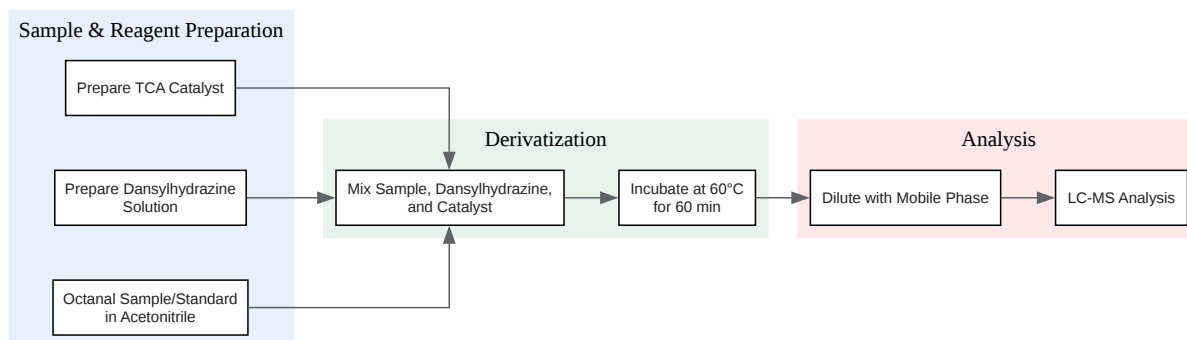 Sample & Reagent Preparation
Prepare TCA Catalyst
Prepare Dansylhydrazine
Solution
Octanal Sample/Standard
in Acetonitrile
Derivatization
Mix Sample, Dansylhydrazine,
and Catalyst
Incubate at 60°C
for 60 min
Analysis
Dilute with Mobile Phase
LC-MS Analysis